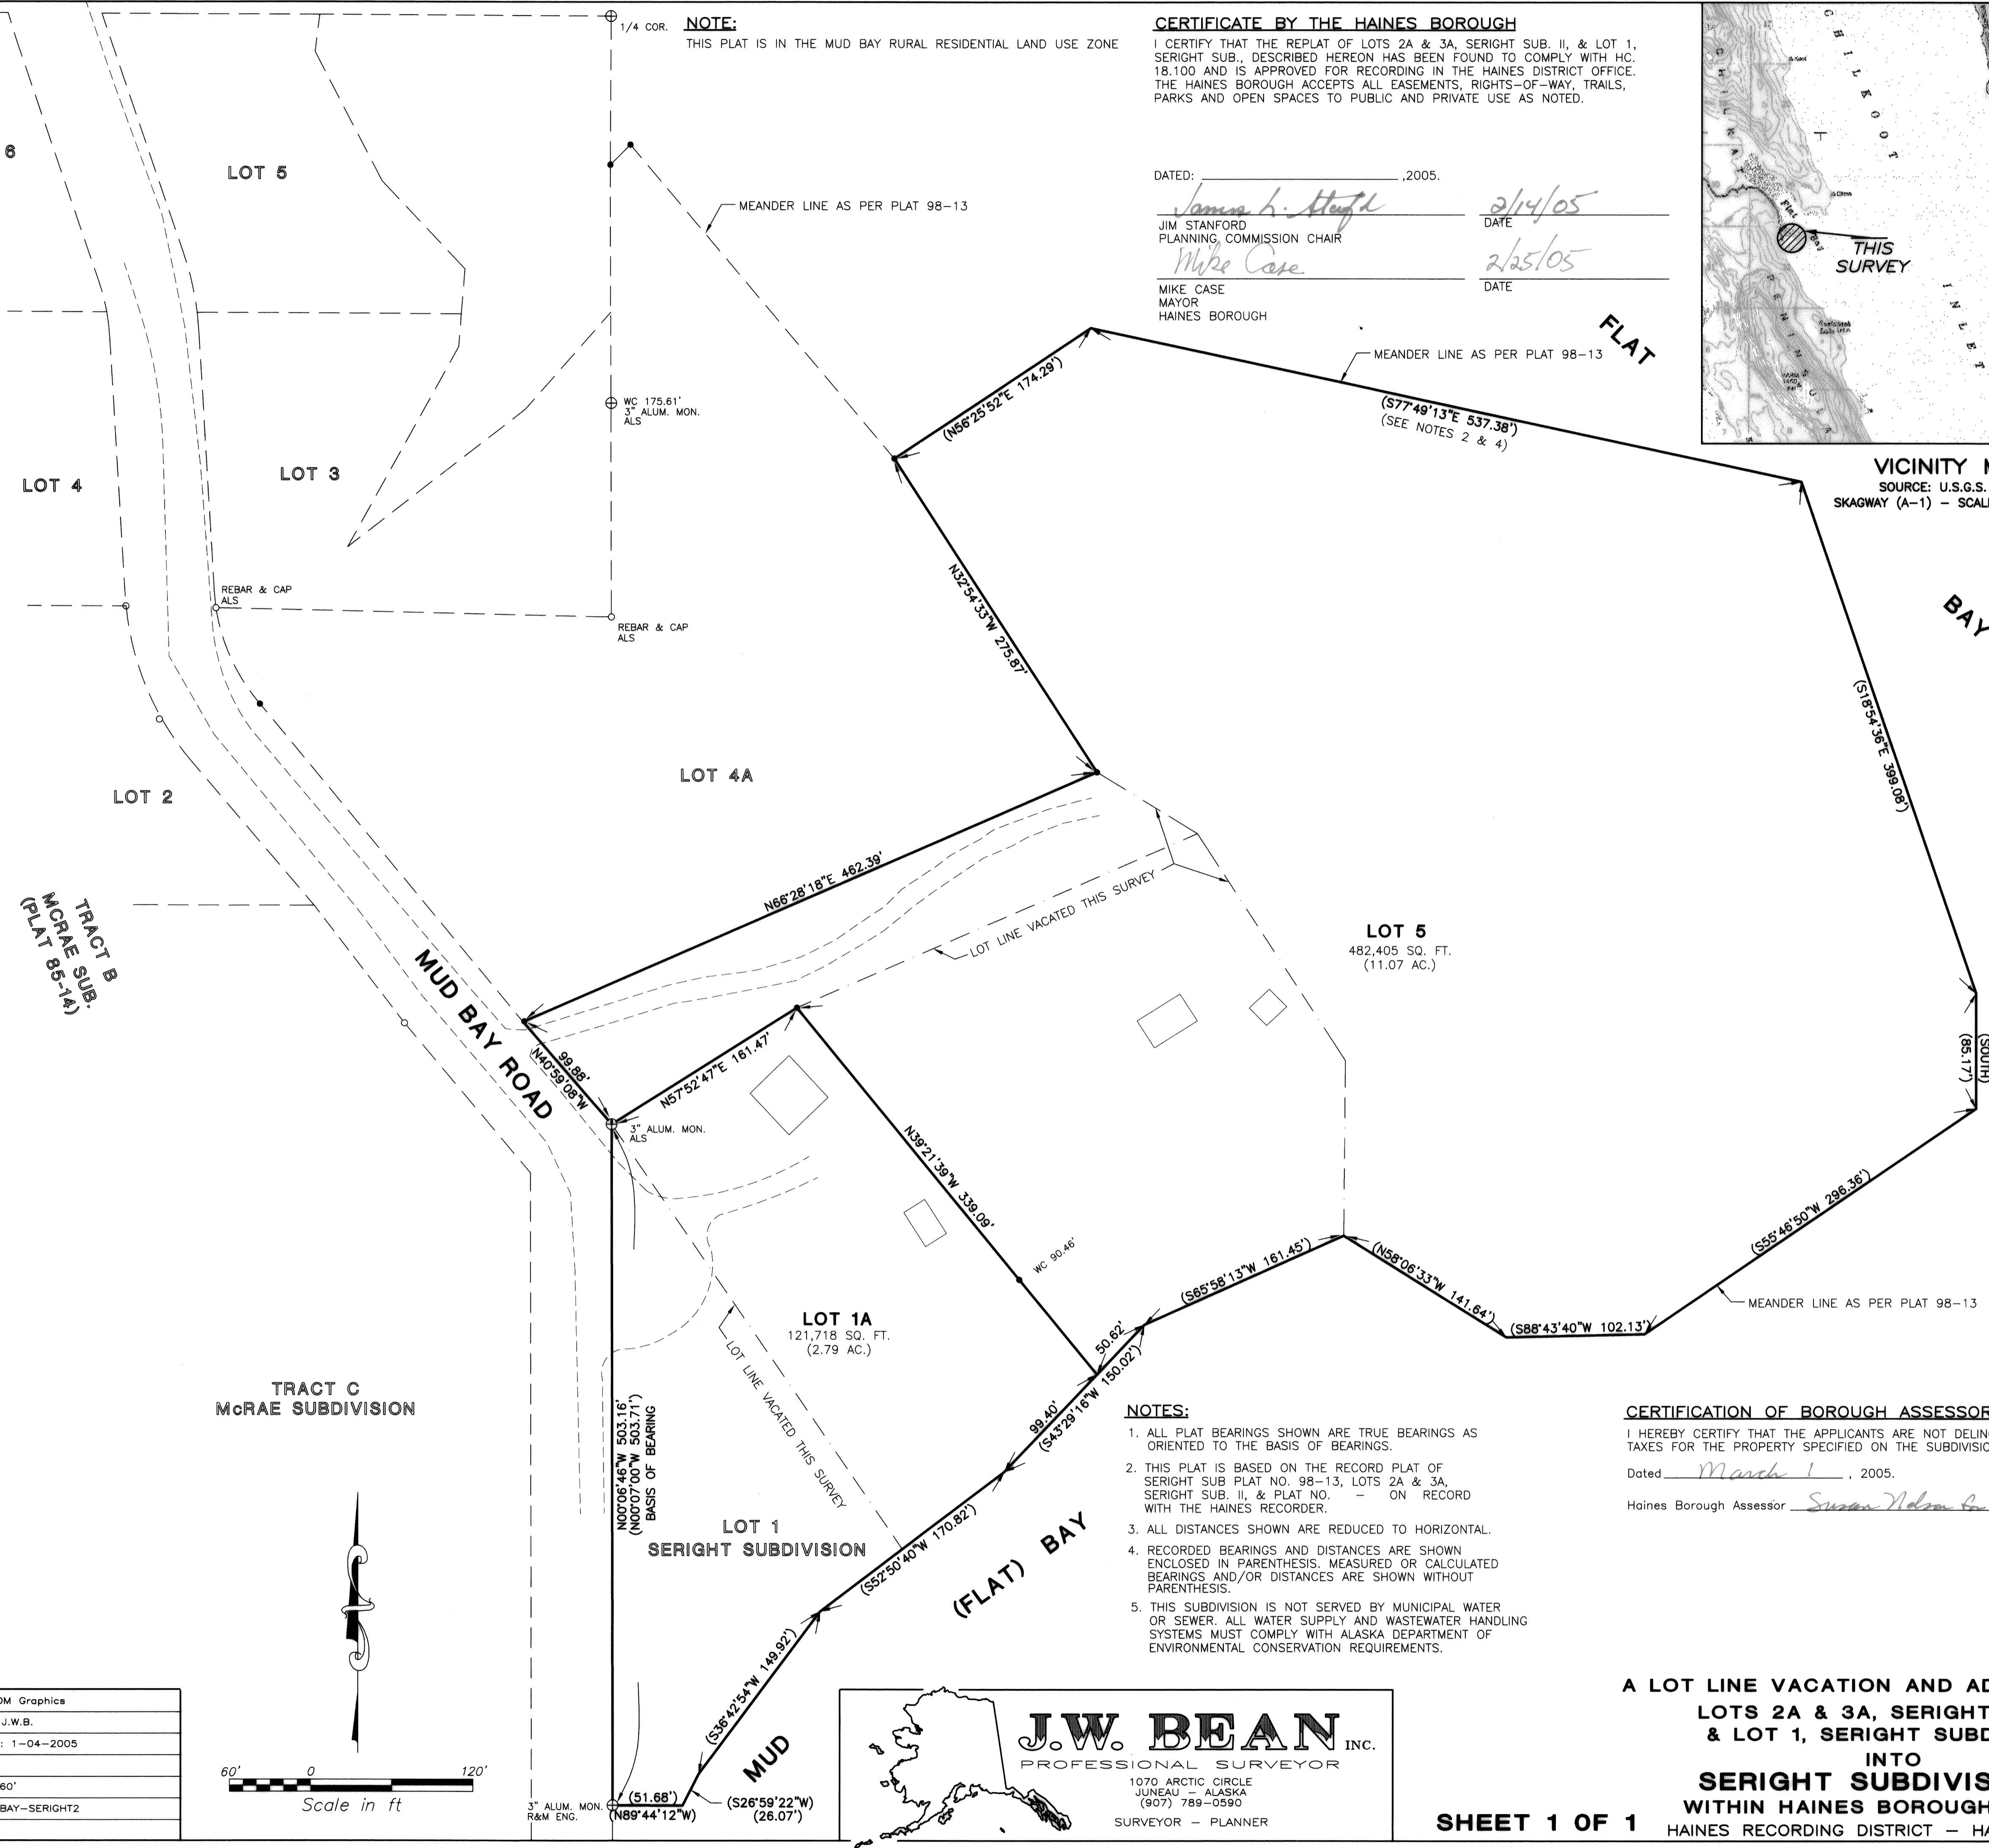 1/4 COR.
NOTE:
THIS PLAT IS IN THE MUD BAY RURAL RESIDENTIAL LAND USE ZONE
CERTIFICATE BY THE HAINES BOROUGH
I CERTIFY THAT THE REPLAT OF LOTS 2A & 3A, SERIGHT SUB. II, & LOT 1,
SERIGHT SUB., DESCRIBED HEREON HAS BEEN FOUND TO COMPLY WITH HC.
18.100 AND IS APPROVED FOR RECORDING IN THE HAINES DISTRICT OFFICE.
THE HAINES BOROUGH ACCEPTS ALL EASEMENTS, RIGHTS-OF-WAY, TRAILS,
PARKS AND OPEN SPACES TO PUBLIC AND PRIVATE USE AS NOTED.
DATED: ,2005.
2/14/05
JIM STANFORD
DATE
PLANNING COMMISSION CHAIR
Mike Case 2/25/05
MIKE CASE
DATE
MAYOR
HAINES BOROUGH
CHILKOOT
INLET
PENINSULA
Flat Bay
THIS
SURVEY
VICINITY
SOURCE: U.S.G.S.
SKAGWAY (A-1) -
6
LOT 5
MEANDER LINE AS PER PLAT 98-13
FLAT
BAY
MEANDER LINE AS PER PLAT 98-13
(N56°25'52"E 174.29')
(S77°49'13"E 537.38')
(SEE NOTES 2 & 4)
WC 175.61'
3" ALUM. MON.
ALS
LOT 4
LOT 3
N32°54'33"W 275.87'
REBAR & CAP
ALS
REBAR & CAP
ALS
(S18°54'36"E 399.08')
LOT 4A
LOT 2
N66°28'18"E 462.39'
LOT LINE VACATED THIS SURVEY
LOT 5
482,405 SQ. FT.
(11.07 AC.)
TRACT B
MCRAE SUB.
(PLAT 85-14)
MUD BAY ROAD
99.88'
N40°59'08"W
N57°52'47"E 161.47'
(SOUTH)
(85.17')
3" ALUM. MON.
ALS
N39°21'39"W 339.09'
WC 90.46'
(S55°46'50"W 296.36')
(S65°58'13"W 161.45')
(N58°06'33"W 141.64')
(S88°43'40"W 102.13')
MEANDER LINE AS PER PLAT 98-13
LOT 1A
121,718 SQ. FT.
(2.79 AC.)
LOT LINE VACATED THIS SURVEY
50.62'
99.40'
(S43°29'16"W 150.02')
TRACT C
McRAE SUBDIVISION
N00°06'46"W 503.16'
(N00°07'00"W 503.71')
BASIS OF BEARING
LOT 1
SERIGHT SUBDIVISION
(S52°50'40"W 170.82')
(FLAT) BAY
(S36°42'54"W 149.92')
MUD
(51.68')
(N89°44'12"W)
(S26°59'22"W)
(26.07')
3" ALUM. MON.
R&M ENG.
NOTES:
1. ALL PLAT BEARINGS SHOWN ARE TRUE BEARINGS AS
ORIENTED TO THE BASIS OF BEARINGS.
2. THIS PLAT IS BASED ON THE RECORD PLAT OF
SERIGHT SUB PLAT NO. 98-13, LOTS 2A & 3A,
SERIGHT SUB. II, & PLAT NO. - ON RECORD
WITH THE HAINES RECORDER.
3. ALL DISTANCES SHOWN ARE REDUCED TO HORIZONTAL.
4. RECORDED BEARINGS AND DISTANCES ARE SHOWN
ENCLOSED IN PARENTHESIS. MEASURED OR CALCULATED
BEARINGS AND/OR DISTANCES ARE SHOWN WITHOUT
PARENTHESIS.
5. THIS SUBDIVISION IS NOT SERVED BY MUNICIPAL WATER
OR SEWER. ALL WATER SUPPLY AND WASTEWATER HANDLING
SYSTEMS MUST COMPLY WITH ALASKA DEPARTMENT OF
ENVIRONMENTAL CONSERVATION REQUIREMENTS.
CERTIFICATION OF BOROUGH ASSESSOR
I HEREBY CERTIFY THAT THE APPLICANTS ARE NOT
TAXES FOR THE PROPERTY SPECIFIED ON THE
Dated March 1 , 2005.
Haines Borough Assessor Susan Nelson for
Graphics
J.W.B.
: 1-04-2005
60'
BAY-SERIGHT2
60' 0 120'
Scale in ft
J.W. BEAN INC.
PROFESSIONAL SURVEYOR
1070 ARCTIC CIRCLE
JUNEAU - ALASKA
(907) 789-0590
SURVEYOR - PLANNER
A LOT LINE VACATION AND
LOTS 2A & 3A, SERIGHT
& LOT 1, SERIGHT
INTO
SERIGHT
WITHIN HAINES BOROUGH
HAINES RECORDING DISTRICT -
SHEET 1 OF 1